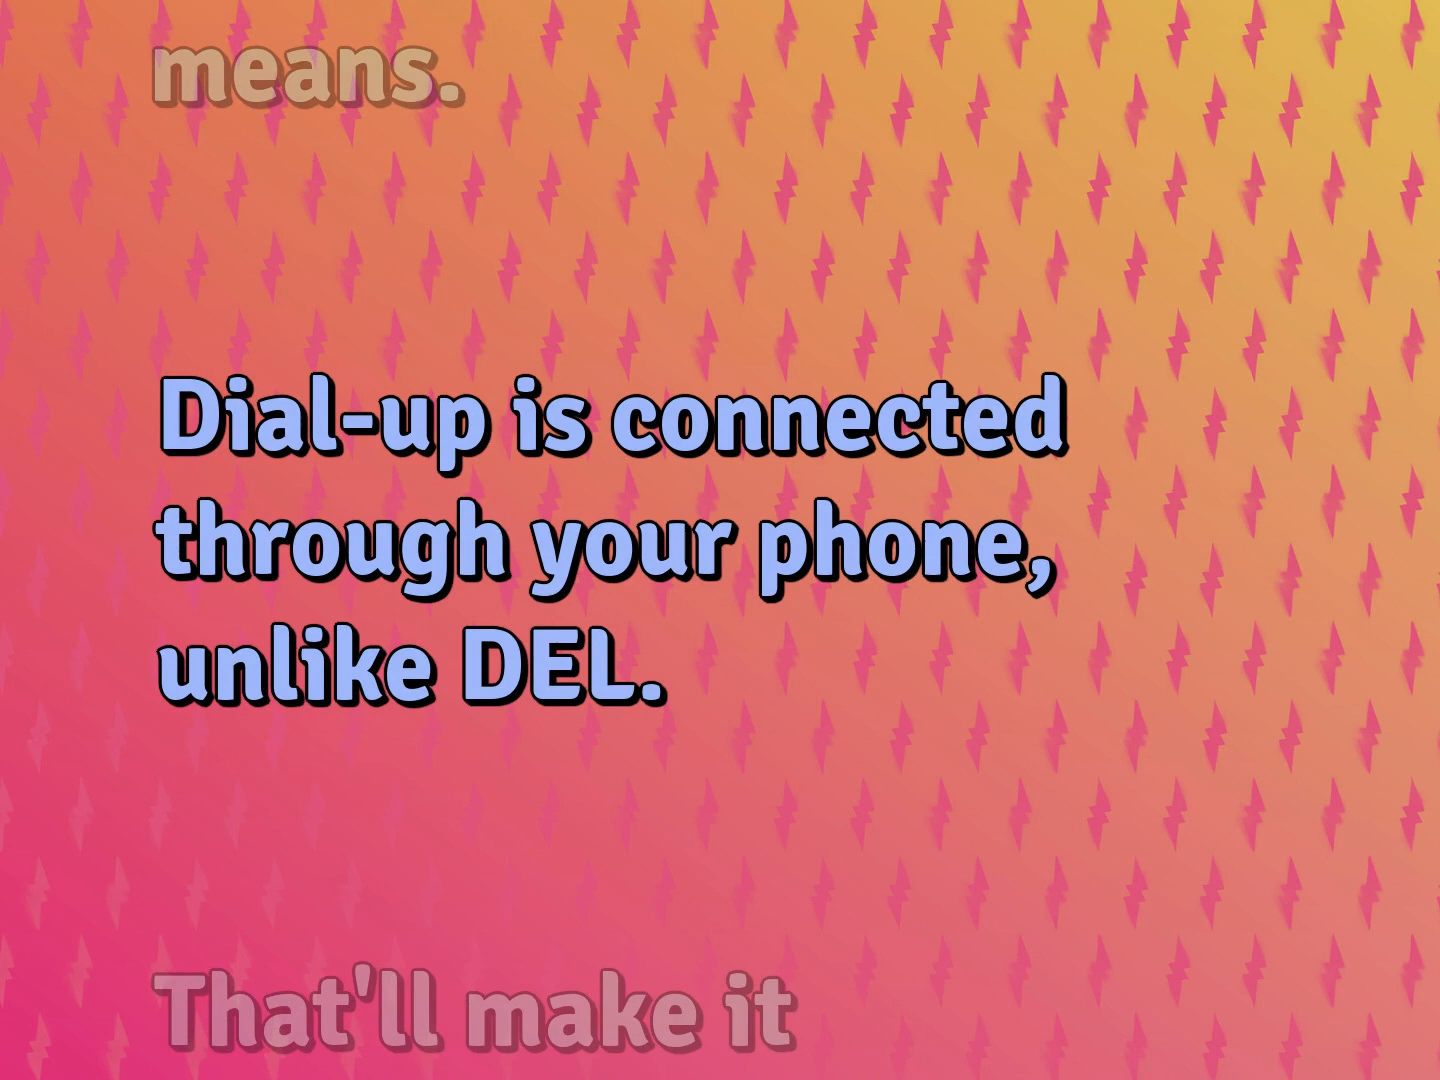 means.
Dial-up is connected
through your phone,
unlike DEL.
That'll make it